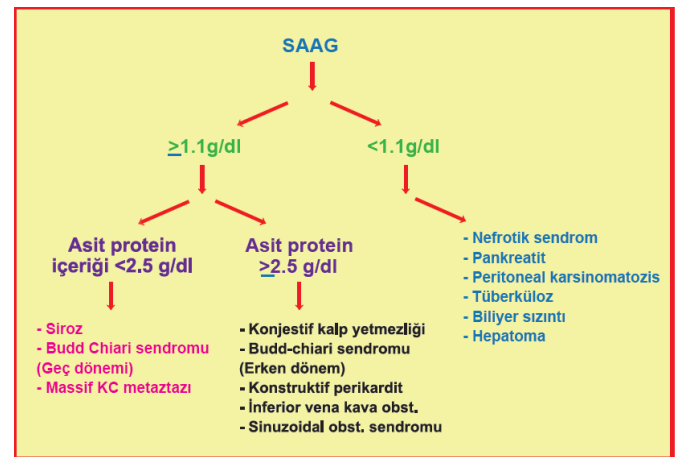 SAAG
≥1.1g/dl
<1.1g/dl
Asit protein
içeriği <2.5 g/dl
Asit protein
≥2.5 g/dl
- Siroz
- Budd Chiari sendromu
(Geç dönemi)
- Massif KC metaztazı
- Konjestif kalp yetmezliği
- Budd-chiari sendromu
(Erken dönem)
- Konstruktif perikardit
- İnferior vena kava obst.
- Sinuzoidal obst. sendromu
- Nefrotik sendrom
- Pankreatit
- Peritoneal karsinomatozis
- Tüberküloz
- Biliyer sızıntı
- Hepatoma